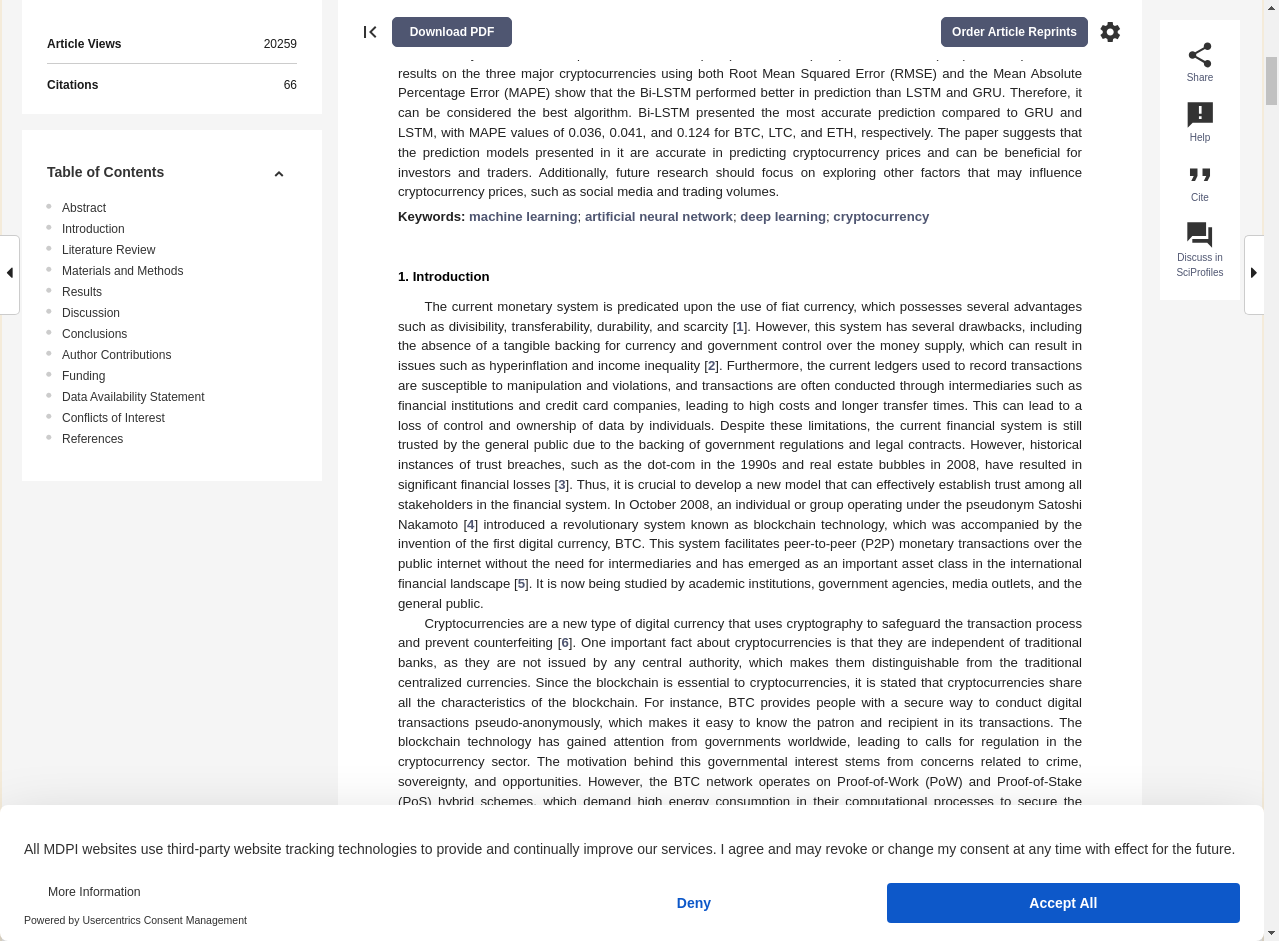 Article Views 20259
Citations 66
Table of Contents
Abstract
Introduction
Literature Review
Materials and Methods
Results
Discussion
Conclusions
Author Contributions
Funding
Data Availability Statement
Conflicts of Interest
References
Download PDF
Order Article Reprints
results on the three major cryptocurrencies using both Root Mean Squared Error (RMSE) and the Mean Absolute
Percentage Error (MAPE) show that the Bi-LSTM performed better in prediction than LSTM and GRU. Therefore, it
can be considered the best algorithm. Bi-LSTM presented the most accurate prediction compared to GRU and
LSTM, with MAPE values of 0.036, 0.041, and 0.124 for BTC, LTC, and ETH, respectively. The paper suggests that
the prediction models presented in it are accurate in predicting cryptocurrency prices and can be beneficial for
investors and traders. Additionally, future research should focus on exploring other factors that may influence
cryptocurrency prices, such as social media and trading volumes.
Keywords: machine learning; artificial neural network; deep learning; cryptocurrency
1. Introduction
The current monetary system is predicated upon the use of fiat currency, which possesses several advantages
such as divisibility, transferability, durability, and scarcity [1]. However, this system has several drawbacks, including
the absence of a tangible backing for currency and government control over the money supply, which can result in
issues such as hyperinflation and income inequality [2]. Furthermore, the current ledgers used to record transactions
are susceptible to manipulation and violations, and transactions are often conducted through intermediaries such as
financial institutions and credit card companies, leading to high costs and longer transfer times. This can lead to a
loss of control and ownership of data by individuals. Despite these limitations, the current financial system is still
trusted by the general public due to the backing of government regulations and legal contracts. However, historical
instances of trust breaches, such as the dot-com in the 1990s and real estate bubbles in 2008, have resulted in
significant financial losses [3]. Thus, it is crucial to develop a new model that can effectively establish trust among all
stakeholders in the financial system. In October 2008, an individual or group operating under the pseudonym Satoshi
Nakamoto [4] introduced a revolutionary system known as blockchain technology, which was accompanied by the
invention of the first digital currency, BTC. This system facilitates peer-to-peer (P2P) monetary transactions over the
public internet without the need for intermediaries and has emerged as an important asset class in the international
financial landscape [5]. It is now being studied by academic institutions, government agencies, media outlets, and the
general public.
Cryptocurrencies are a new type of digital currency that uses cryptography to safeguard the transaction process
and prevent counterfeiting [6]. One important fact about cryptocurrencies is that they are independent of traditional
banks, as they are not issued by any central authority, which makes them distinguishable from the traditional
centralized currencies. Since the blockchain is essential to cryptocurrencies, it is stated that cryptocurrencies share
all the characteristics of the blockchain. For instance, BTC provides people with a secure way to conduct digital
transactions pseudo-anonymously, which makes it easy to know the patron and recipient in its transactions. The
blockchain technology has gained attention from governments worldwide, leading to calls for regulation in the
cryptocurrency sector. The motivation behind this governmental interest stems from concerns related to crime,
sovereignty, and opportunities. However, the BTC network operates on Proof-of-Work (PoW) and Proof-of-Stake
(PoS) hybrid schemes, which demand high energy consumption in their computational processes to secure the
Share
Help
Cite
Discuss in
SciProfiles
All MDPI websites use third-party website tracking technologies to provide and continually improve our services. I agree and may revoke or change my consent at any time with effect for the future.
More Information
Deny
Accept All
Powered by Usercentrics Consent Management